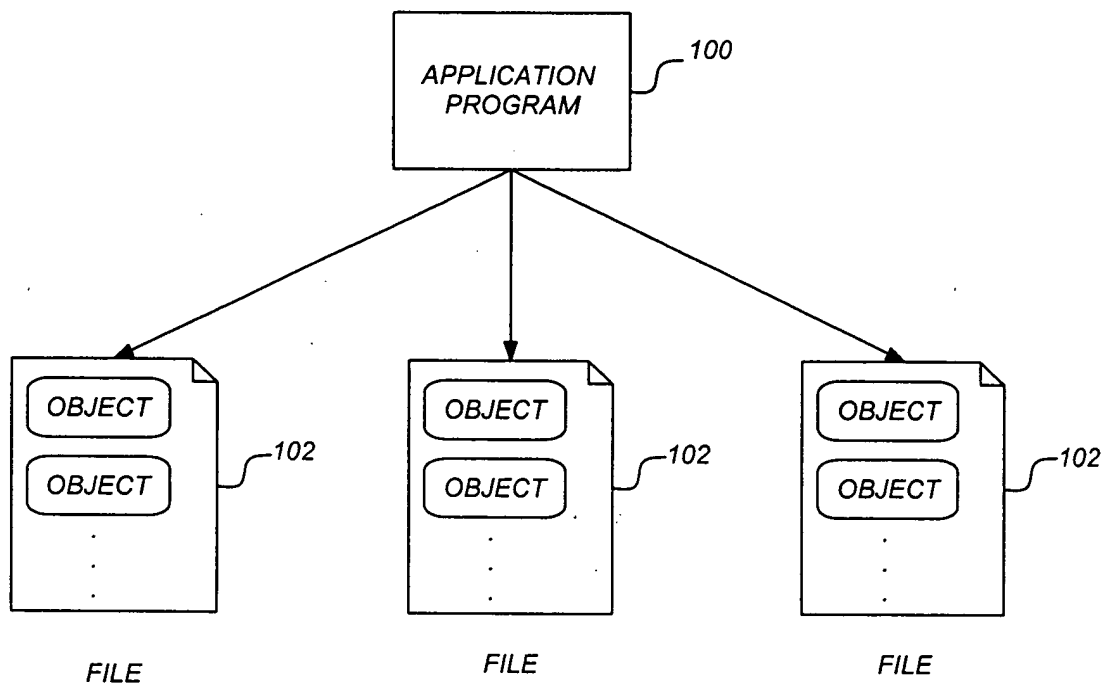 APPLICATION
PROGRAM
100
OBJECT
OBJECT
102
FILE
OBJECT
OBJECT
102
FILE
OBJECT
OBJECT
102
FILE